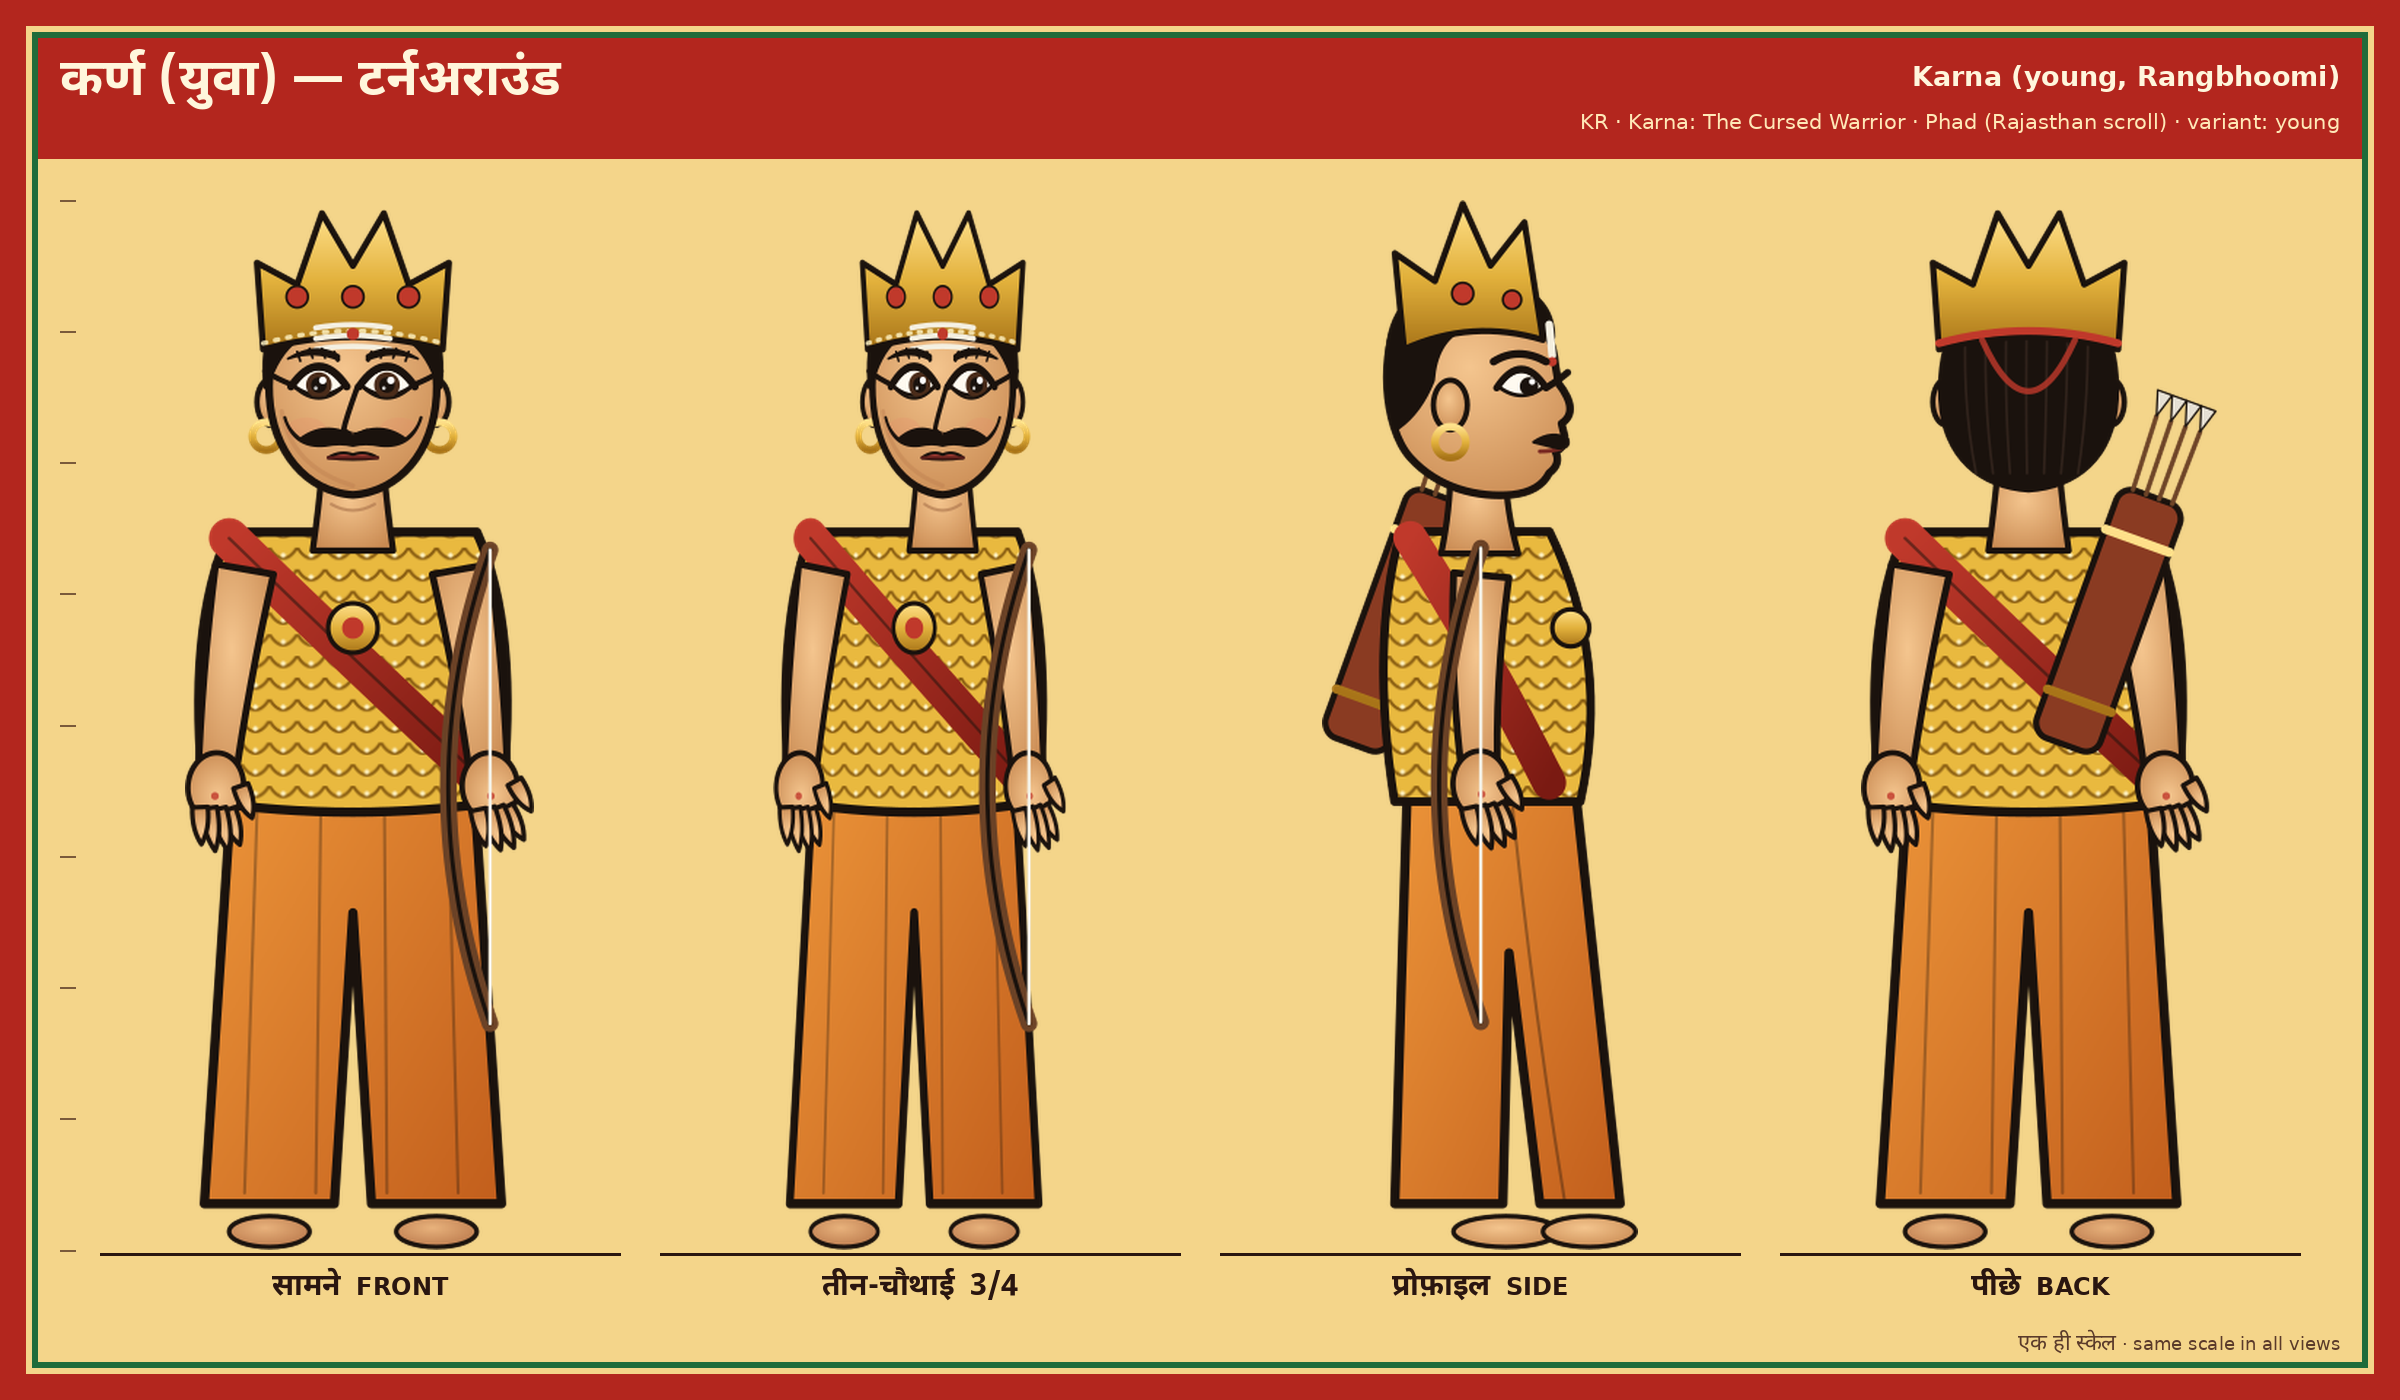 कर्ण (युवा) — टर्नअराउंड
Karna (young, Rangbhoomi)
KR · Karna: The Cursed Warrior · Phad (Rajasthan scroll) · variant: young
सामने FRONT
तीन-चौथाई 3/4
प्रोफ़ाइल SIDE
पीछे BACK
एक ही स्केल · same scale in all views